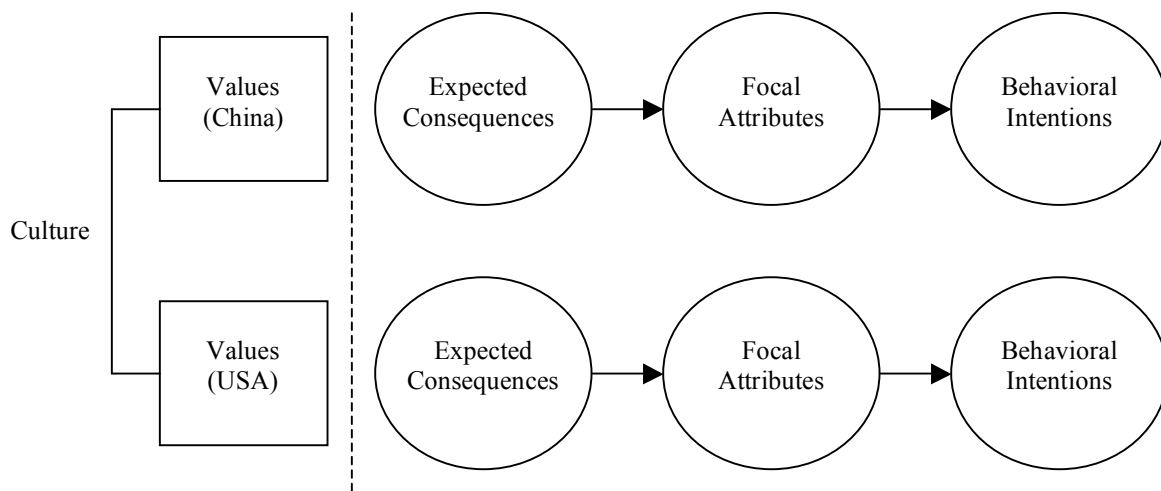 Values
(China)
Expected
Consequences
Focal
Attributes
Behavioral
Intentions
Culture
Values
(USA)
Expected
Consequences
Focal
Attributes
Behavioral
Intentions